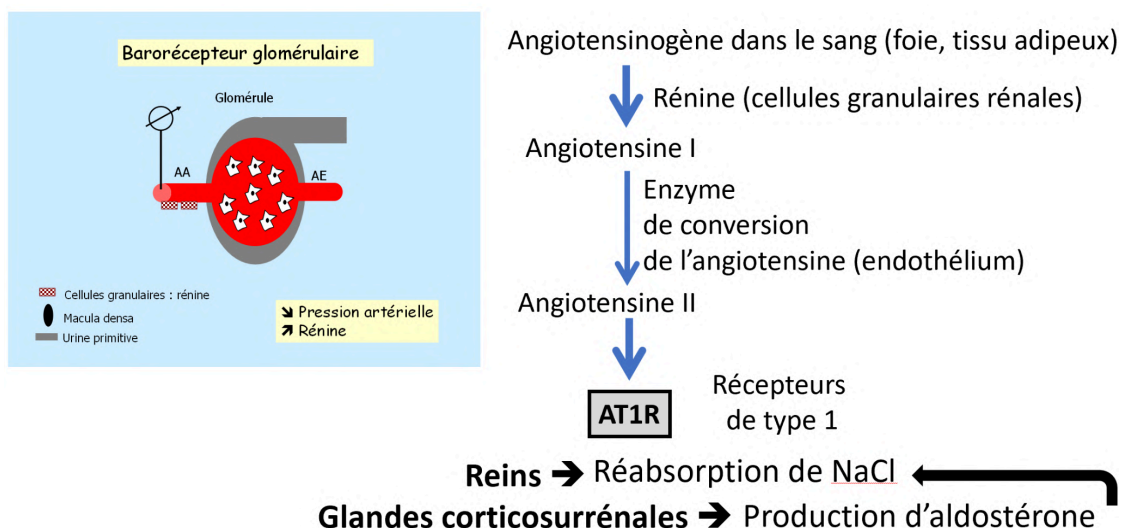 Barorécepteur glomérulaire
Glomérule
AA
AE
Cellules granulaires : rénine
Macula densa
Urine primitive
↘ Pression artérielle
↗ Rénine
Angiotensinogène dans le sang (foie, tissu adipeux)
Rénine (cellules granulaires rénales)
Angiotensine I
Enzyme
de conversion
de l’angiotensine (endothélium)
Angiotensine II
AT1R
Récepteurs
de type 1
Reins ➔ Réabsorption de NaCl
Glandes corticosurrénales ➔ Production d’aldostérone